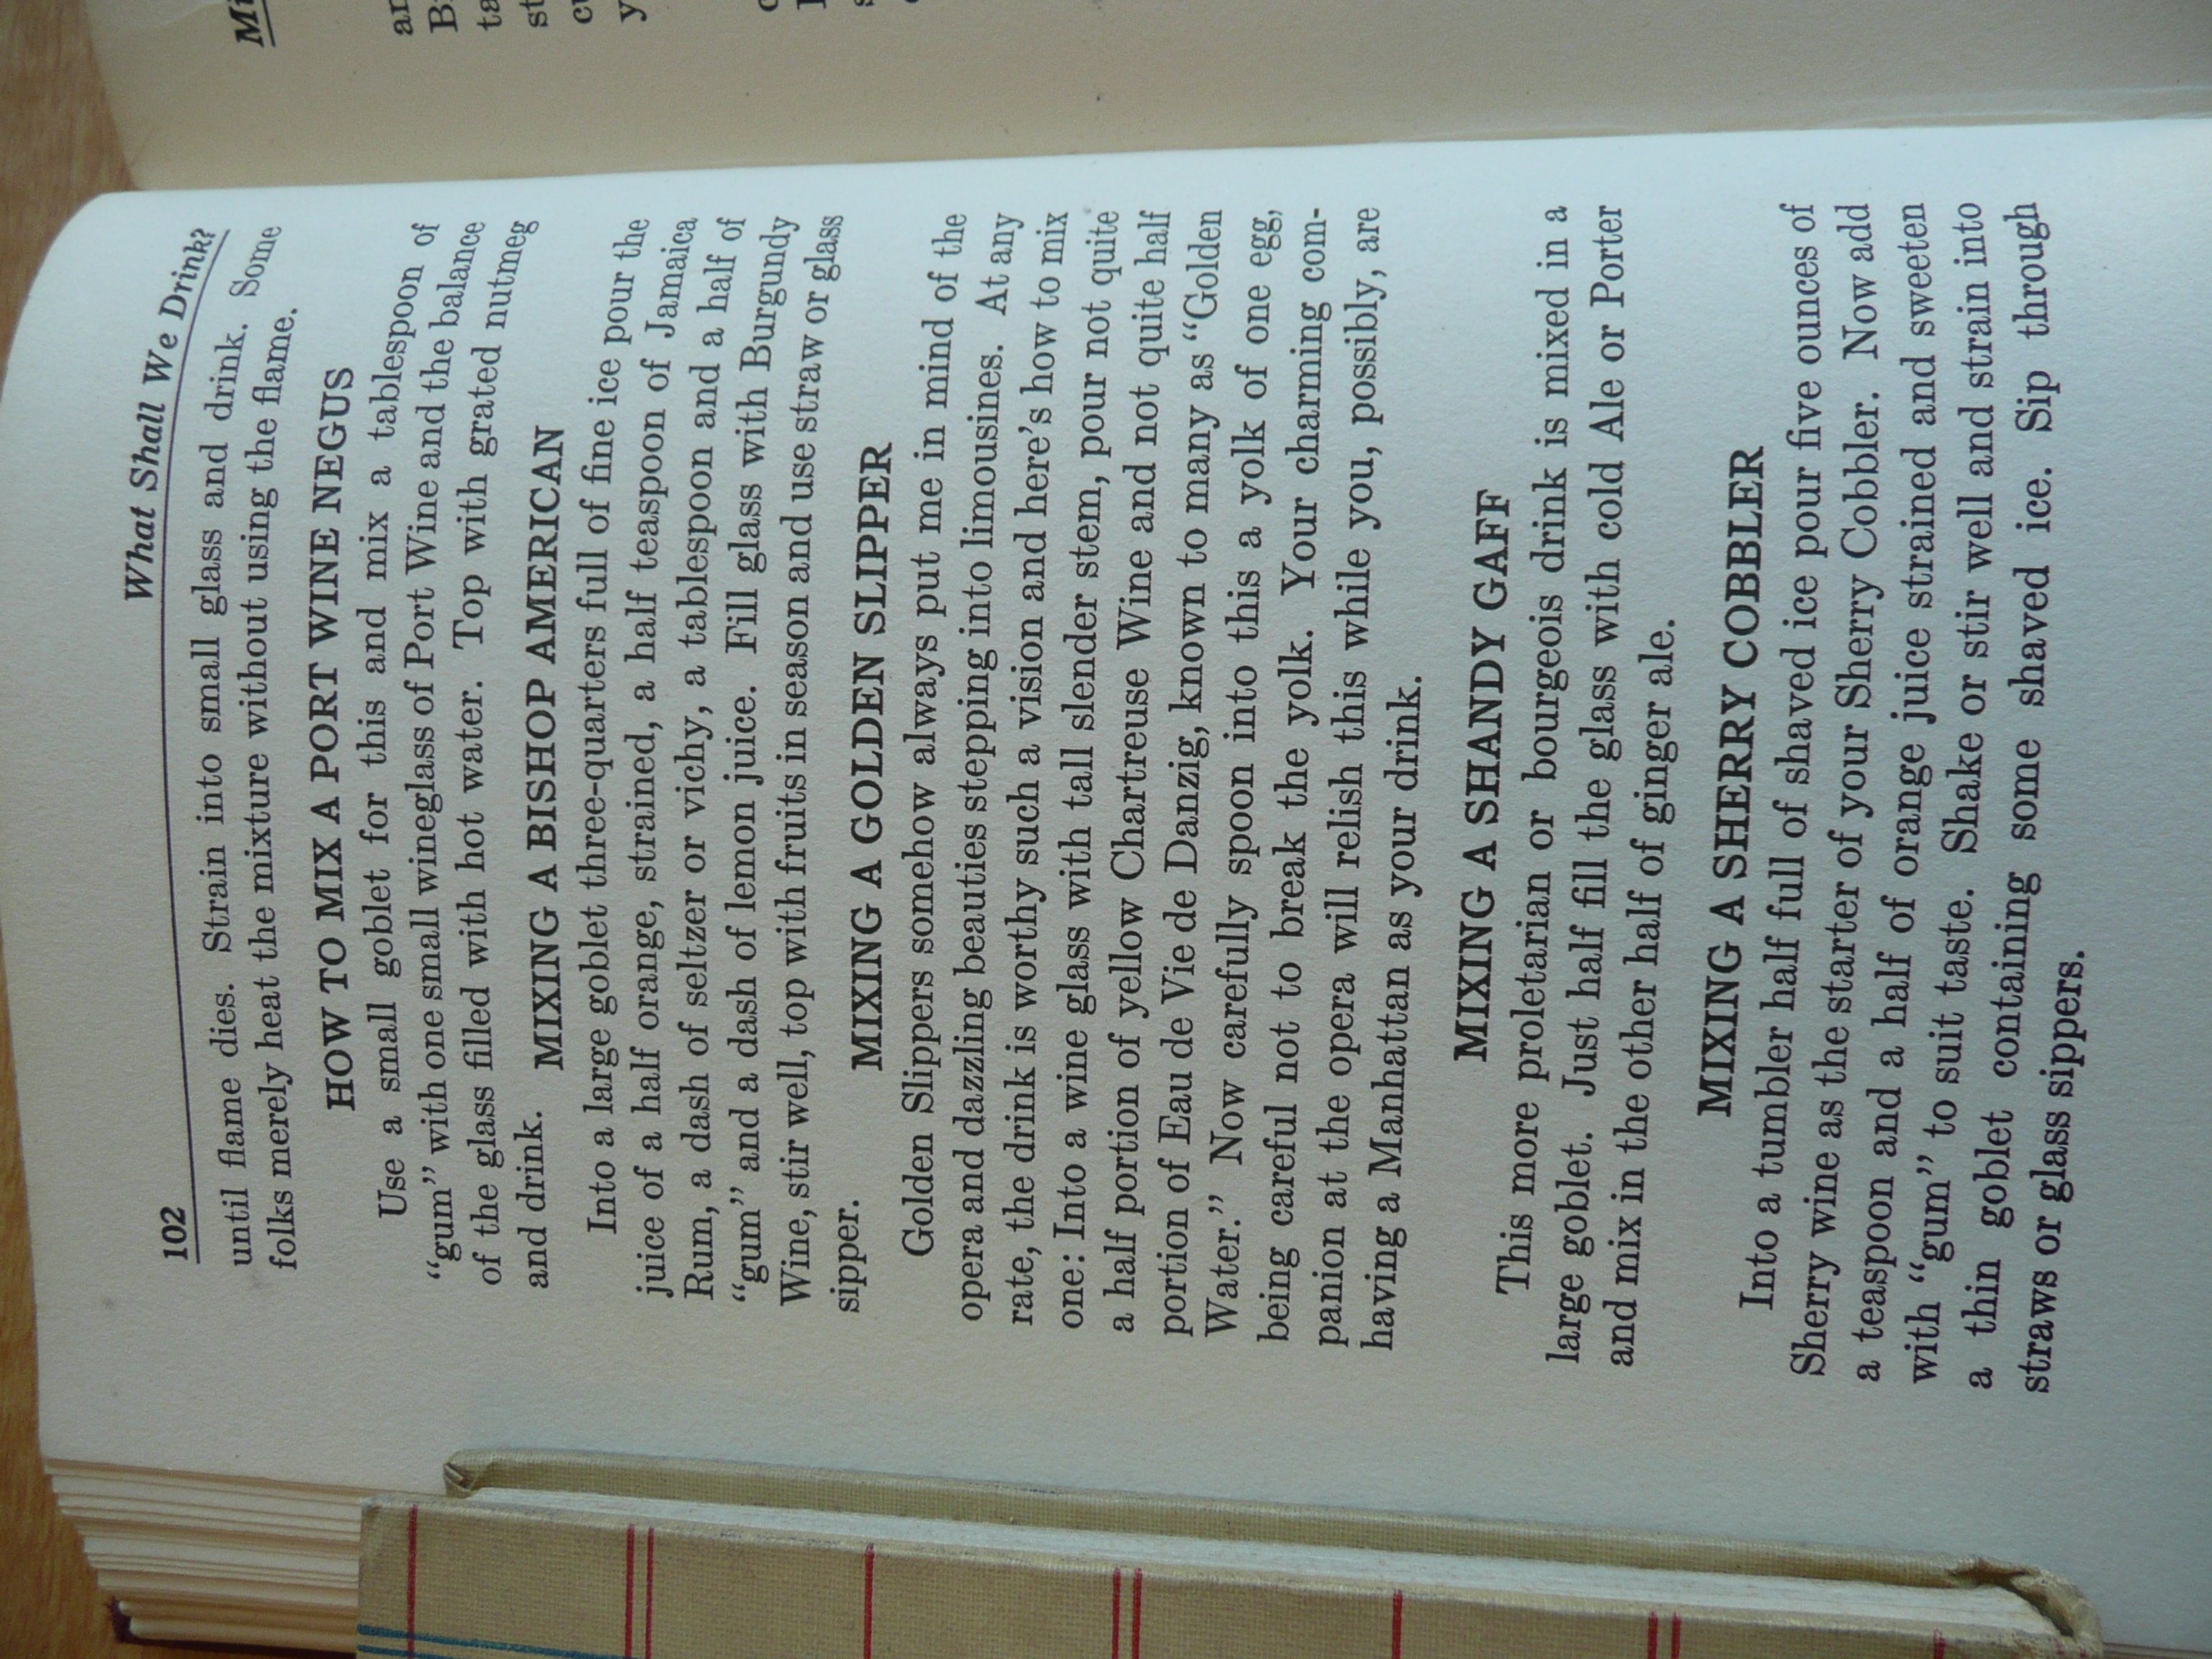 102 What Shall We Drink?
until flame dies. Strain into small glass and drink. Some
folks merely heat the mixture without using the flame.
HOW TO MIX A PORT WINE NEGUS
Use a small goblet for this and mix a tablespoon of
“gum” with one small wineglass of Port Wine and the balance
of the glass filled with hot water. Top with grated nutmeg
and drink.
MIXING A BISHOP AMERICAN
Into a large goblet three-quarters full of fine ice pour the
juice of a half orange, strained, a half teaspoon of Jamaica
Rum, a dash of seltzer or vichy, a tablespoon and a half of
“gum” and a dash of lemon juice. Fill glass with Burgundy
Wine, stir well, top with fruits in season and use straw or glass
sipper.
MIXING A GOLDEN SLIPPER
Golden Slippers somehow always put me in mind of the
opera and dazzling beauties stepping into limousines. At any
rate, the drink is worthy such a vision and here's how to mix
one: Into a wine glass with tall slender stem, pour not quite
a half portion of yellow Chartreuse Wine and not quite half
portion of Eau de Vie de Danzig, known to many as “Golden
Water.” Now carefully spoon into this a yolk of one egg,
being careful not to break the yolk. Your charming com-
panion at the opera will relish this while you, possibly, are
having a Manhattan as your drink.
MIXING A SHANDY GAFF
This more proletarian or bourgeois drink is mixed in a
large goblet. Just half fill the glass with cold Ale or Porter
and mix in the other half of ginger ale.
MIXING A SHERRY COBBLER
Into a tumbler half full of shaved ice pour five ounces of
Sherry wine as the starter of your Sherry Cobbler. Now add
a teaspoon and a half of orange juice strained and sweeten
with “gum” to suit taste. Shake or stir well and strain into
a thin goblet containing some shaved ice. Sip through
straws or glass sippers.